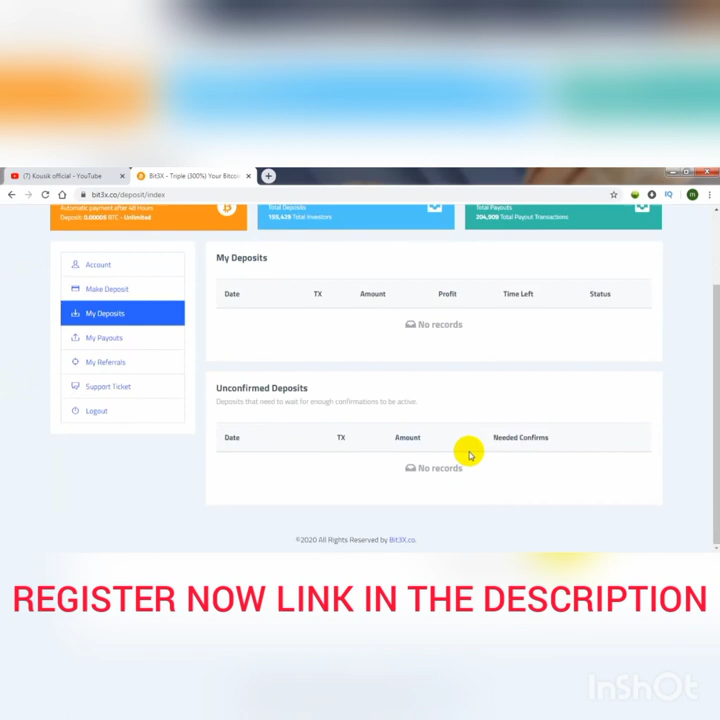 (7) Kousik official - YouTube
Bit3X - Triple (300%) Your Bitcoi
bit3x.co/deposit/index
Automatic payment after 48 Hours
Deposit: 0.00005 BTC - Unlimited
Total Deposits
193,429 Total Investors
Total Payouts
204,909 Total Payout Transactions
Account
Make Deposit
My Deposits
My Payouts
My Referrals
Support Ticket
Logout
My Deposits
Date TX Amount Profit Time Left Status
No records
Unconfirmed Deposits
Deposits that need to wait for enough confirmations to be active.
Date TX Amount Needed Confirms
No records
©2020 All Rights Reserved by Bit3X.co.
REGISTER NOW LINK IN THE DESCRIPTION
InShOt